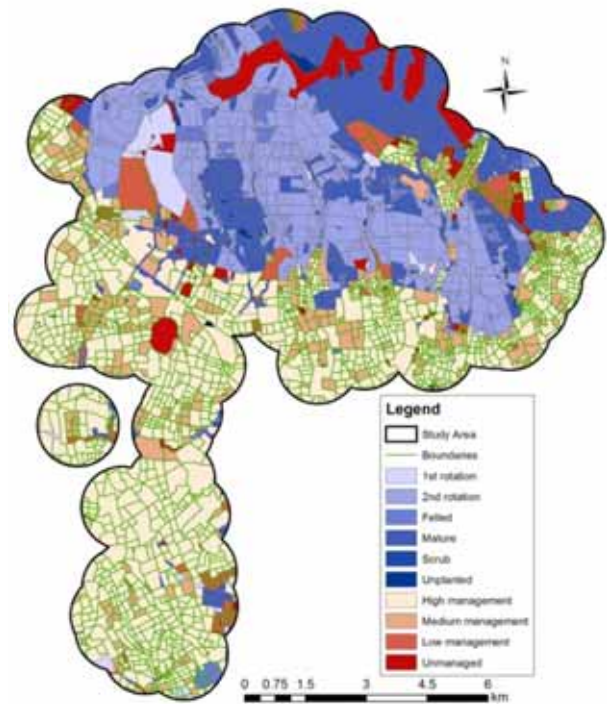 N
Legend
Study Area
Boundaries
1st rotation
2nd rotation
Felled
Mature
Scrub
Unplanted
High management
Medium management
Low management
Unmanaged
0 0.75 1.5 3 4.5 6
km